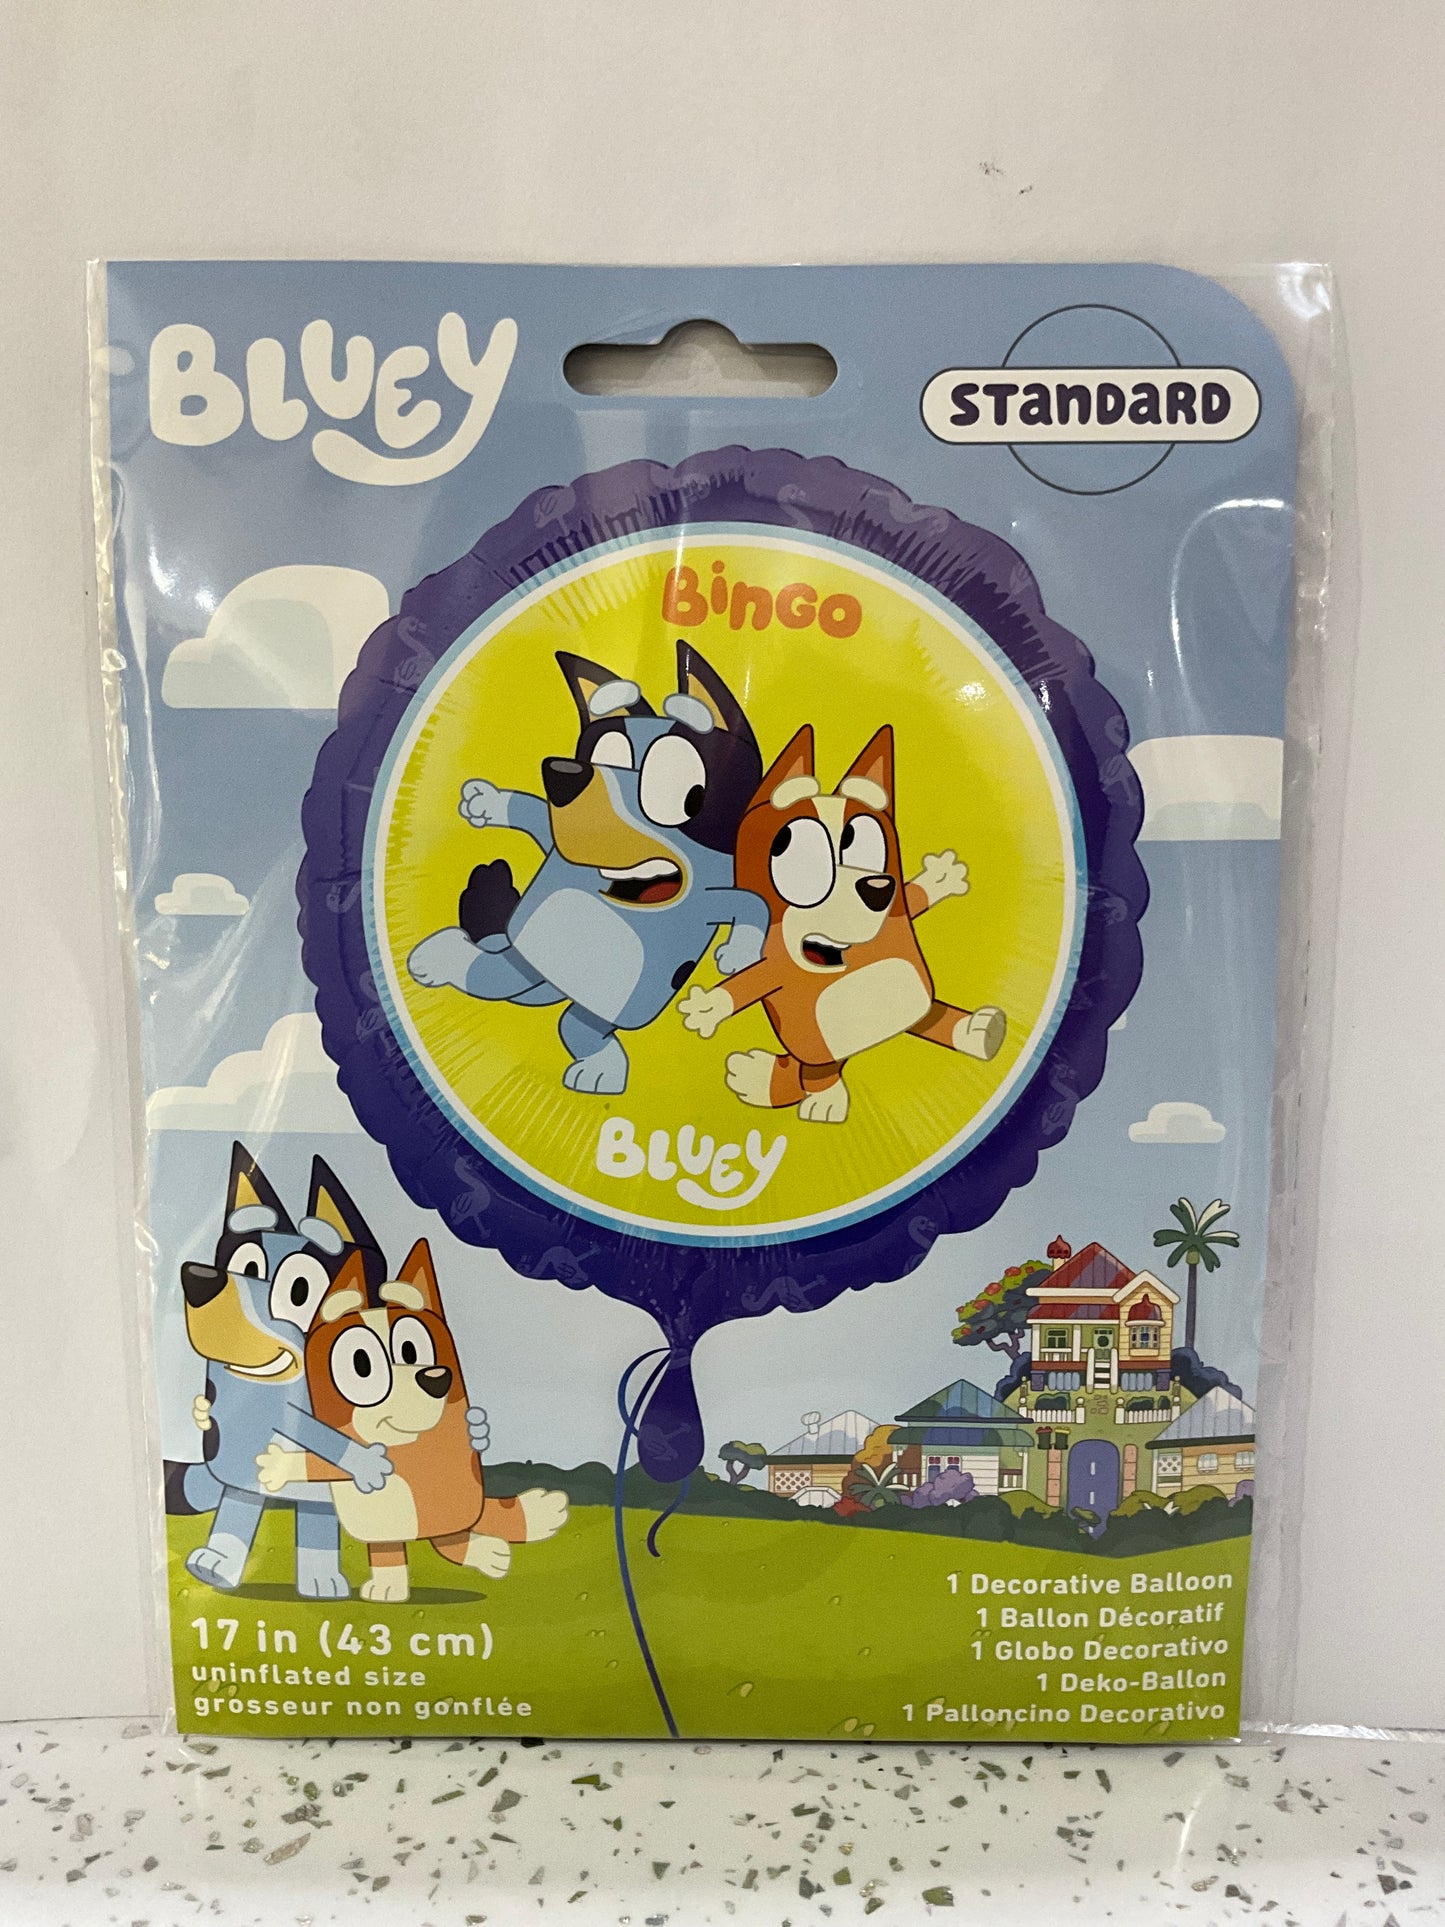 BLUEY
STANDARD
BINGO
BLUEY
1 Decorative Balloon
1 Ballon Décoratif
1 Globo Decorativo
1 Deko-Ballon
1 Palloncino Decorativo
17 in (43 cm)
uninflated size
grosseur non gonflée